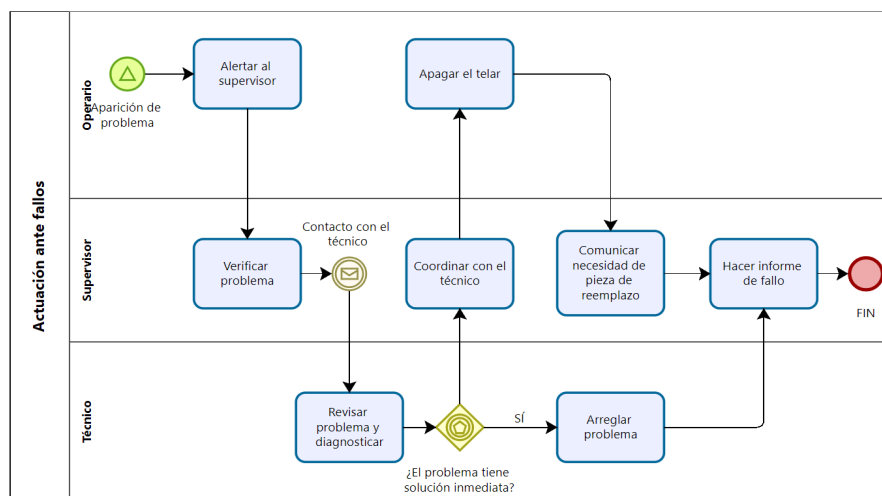 Actuación ante fallos
Operario
Aparición de
problema
Alertar al
supervisor
Apagar el telar
Supervisor
Verificar
problema
Contacto con el
técnico
Coordinar con el
técnico
Comunicar
necesidad de
pieza de
reemplazo
Hacer informe
de fallo
FIN
Técnico
Revisar
problema y
diagnosticar
¿El problema tiene
solución inmediata?
SÍ
Arreglar
problema